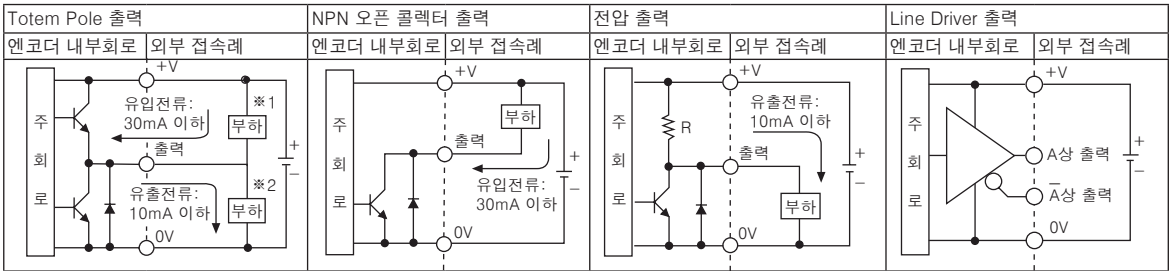 Totem Pole 출력
NPN 오픈 콜렉터 출력
전압 출력
Line Driver 출력
엔코더 내부회로
외부 접속례
엔코더 내부회로
외부 접속례
엔코더 내부회로
외부 접속례
엔코더 내부회로
외부 접속례
주
회
로
+V
유입전류:
30mA 이하
※1
부하
출력
유출전류:
10mA 이하
※2
부하
+
−
0V
주
회
로
+V
부하
출력
유입전류:
30mA 이하
+
−
0V
주
회
로
+V
R
유출전류:
10mA 이하
출력
부하
+
−
0V
주
회
로
+V
A상 출력
A̅상 출력
+
−
0V